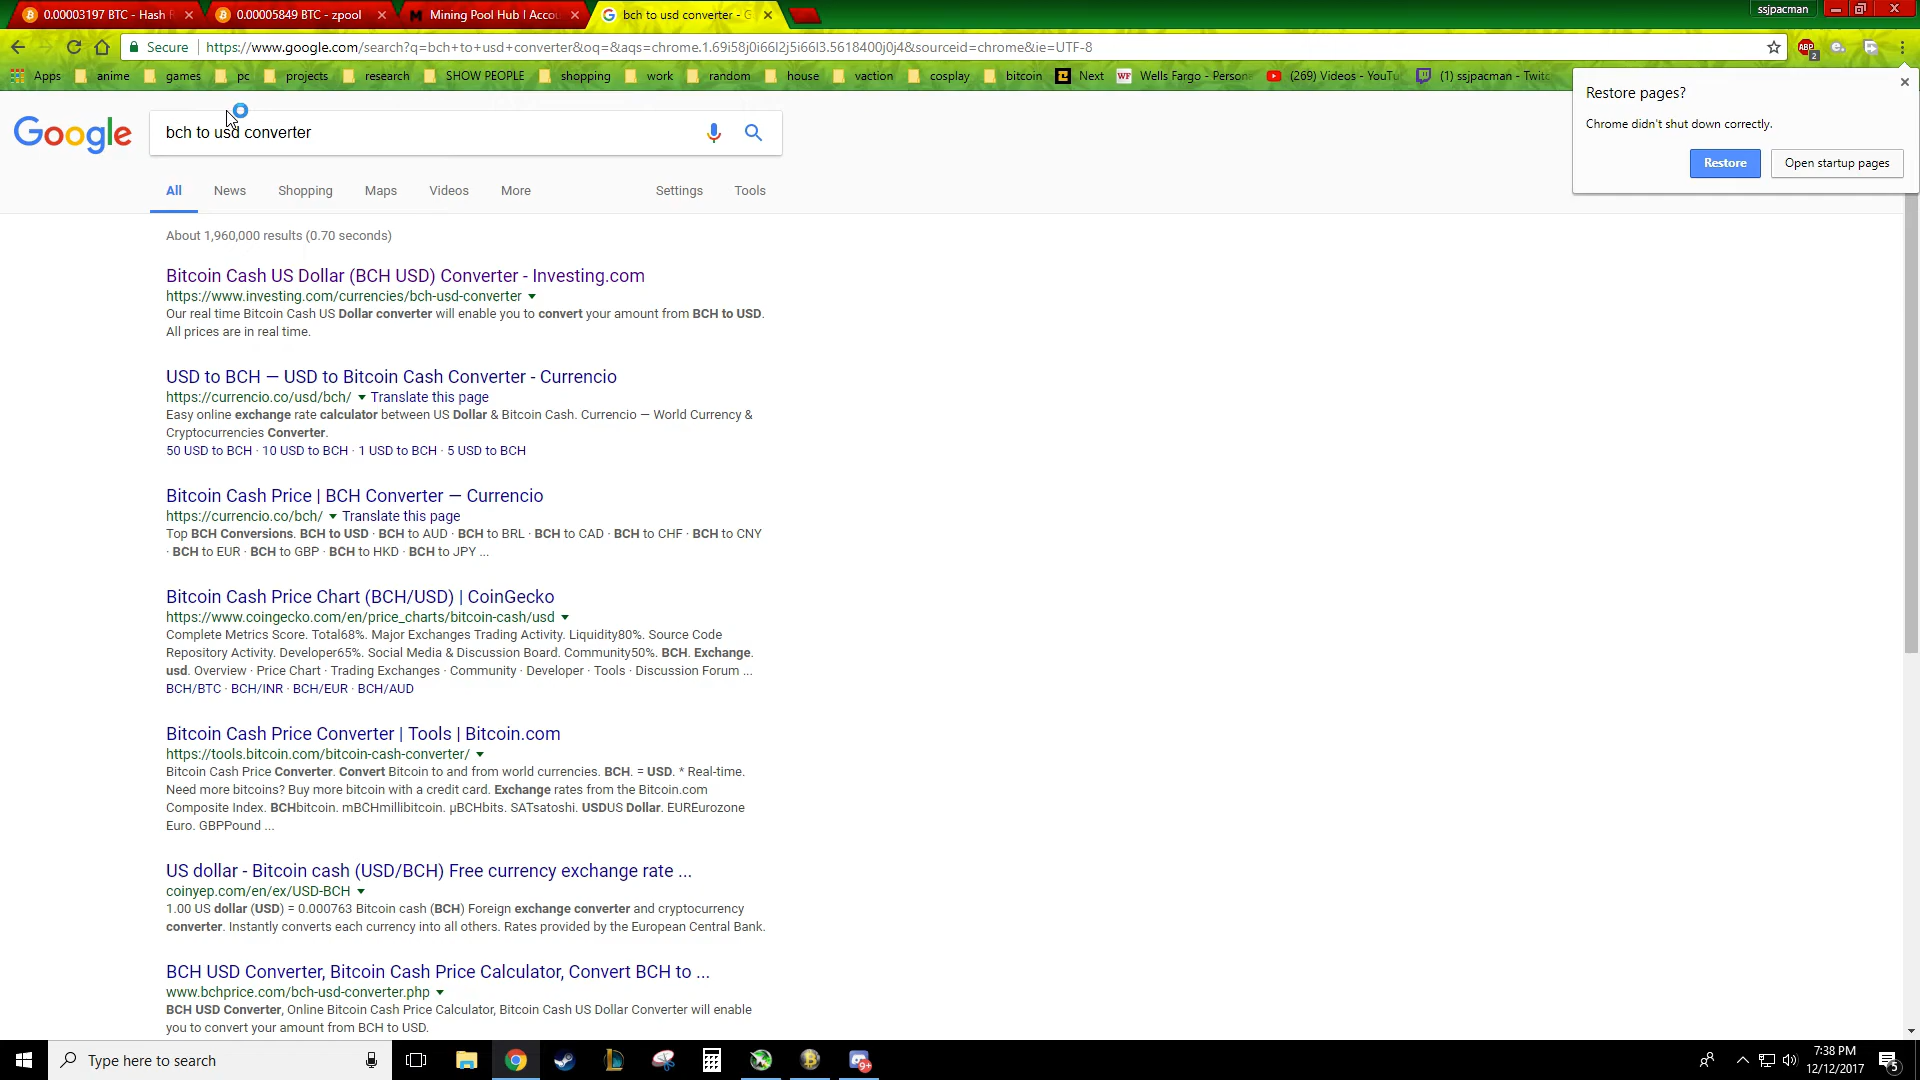 0.00003197 BTC - Hash R
0.00005849 BTC - zpool
Mining Pool Hub | Accou
bch to usd converter - G
ssjpacman
Secure
https://www.google.com/search?q=bch+to+usd+converter&oq=&aqs=chrome.1.69i58j0i66l2j5i66l3.5618400j0j4&sourceid=chrome&ie=UTF-8
ABP
2
Apps
anime
games
pc
projects
research
SHOW PEOPLE
shopping
work
random
house
vaction
cosplay
bitcoin
Next
WF
Wells Fargo - Persona
(269) Videos - YouTu
(1) ssjpacman - Twitc
Restore pages?
Chrome didn't shut down correctly.
Restore
Open startup pages
Google
bch to usd converter
All
News
Shopping
Maps
Videos
More
Settings
Tools
About 1,960,000 results (0.70 seconds)
Bitcoin Cash US Dollar (BCH USD) Converter - Investing.com
https://www.investing.com/currencies/bch-usd-converter
Our real time Bitcoin Cash US Dollar converter will enable you to convert your amount from BCH to USD.
All prices are in real time.
USD to BCH — USD to Bitcoin Cash Converter - Currencio
https://currencio.co/usd/bch/ Translate this page
Easy online exchange rate calculator between US Dollar & Bitcoin Cash. Currencio — World Currency &
Cryptocurrencies Converter.
50 USD to BCH · 10 USD to BCH · 1 USD to BCH · 5 USD to BCH
Bitcoin Cash Price | BCH Converter — Currencio
https://currencio.co/bch/ Translate this page
Top BCH Conversions. BCH to USD · BCH to AUD · BCH to BRL · BCH to CAD · BCH to CHF · BCH to CNY
· BCH to EUR · BCH to GBP · BCH to HKD · BCH to JPY ...
Bitcoin Cash Price Chart (BCH/USD) | CoinGecko
https://www.coingecko.com/en/price_charts/bitcoin-cash/usd
Complete Metrics Score. Total68%. Major Exchanges Trading Activity. Liquidity80%. Source Code
Repository Activity. Developer65%. Social Media & Discussion Board. Community50%. BCH. Exchange.
usd. Overview · Price Chart · Trading Exchanges · Community · Developer · Tools · Discussion Forum ...
BCH/BTC · BCH/INR · BCH/EUR · BCH/AUD
Bitcoin Cash Price Converter | Tools | Bitcoin.com
https://tools.bitcoin.com/bitcoin-cash-converter/
Bitcoin Cash Price Converter. Convert Bitcoin to and from world currencies. BCH. = USD. * Real-time.
Need more bitcoins? Buy more bitcoin with a credit card. Exchange rates from the Bitcoin.com
Composite Index. BCHbitcoin. mBCHmillibitcoin. µBCHbits. SATsatoshi. USDUS Dollar. EUREurozone
Euro. GBPPound ...
US dollar - Bitcoin cash (USD/BCH) Free currency exchange rate ...
coinyep.com/en/ex/USD-BCH
1.00 US dollar (USD) = 0.000763 Bitcoin cash (BCH) Foreign exchange converter and cryptocurrency
converter. Instantly converts each currency into all others. Rates provided by the European Central Bank.
BCH USD Converter, Bitcoin Cash Price Calculator, Convert BCH to ...
www.bchprice.com/bch-usd-converter.php
BCH USD Converter, Online Bitcoin Cash Price Calculator, Bitcoin Cash US Dollar Converter will enable
you to convert your amount from BCH to USD.
Type here to search
9+
7:38 PM
12/12/2017
5